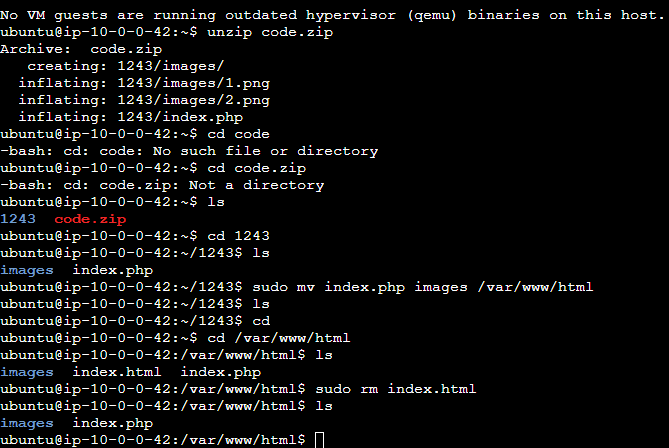 No VM guests are running outdated hypervisor (qemu) binaries on this host.
ubuntu@ip-10-0-0-42:~$ unzip code.zip
Archive:  code.zip
   creating: 1243/images/
  inflating: 1243/images/1.png
  inflating: 1243/images/2.png
  inflating: 1243/index.php
ubuntu@ip-10-0-0-42:~$ cd code
-bash: cd: code: No such file or directory
ubuntu@ip-10-0-0-42:~$ cd code.zip
-bash: cd: code.zip: Not a directory
ubuntu@ip-10-0-0-42:~$ ls
1243  code.zip
ubuntu@ip-10-0-0-42:~$ cd 1243
ubuntu@ip-10-0-0-42:~/1243$ ls
images  index.php
ubuntu@ip-10-0-0-42:~/1243$ sudo mv index.php images /var/www/html
ubuntu@ip-10-0-0-42:~/1243$ ls
ubuntu@ip-10-0-0-42:~/1243$ cd
ubuntu@ip-10-0-0-42:~$ cd /var/www/html
ubuntu@ip-10-0-0-42:/var/www/html$ ls
images  index.html  index.php
ubuntu@ip-10-0-0-42:/var/www/html$ sudo rm index.html
ubuntu@ip-10-0-0-42:/var/www/html$ ls
images  index.php
ubuntu@ip-10-0-0-42:/var/www/html$